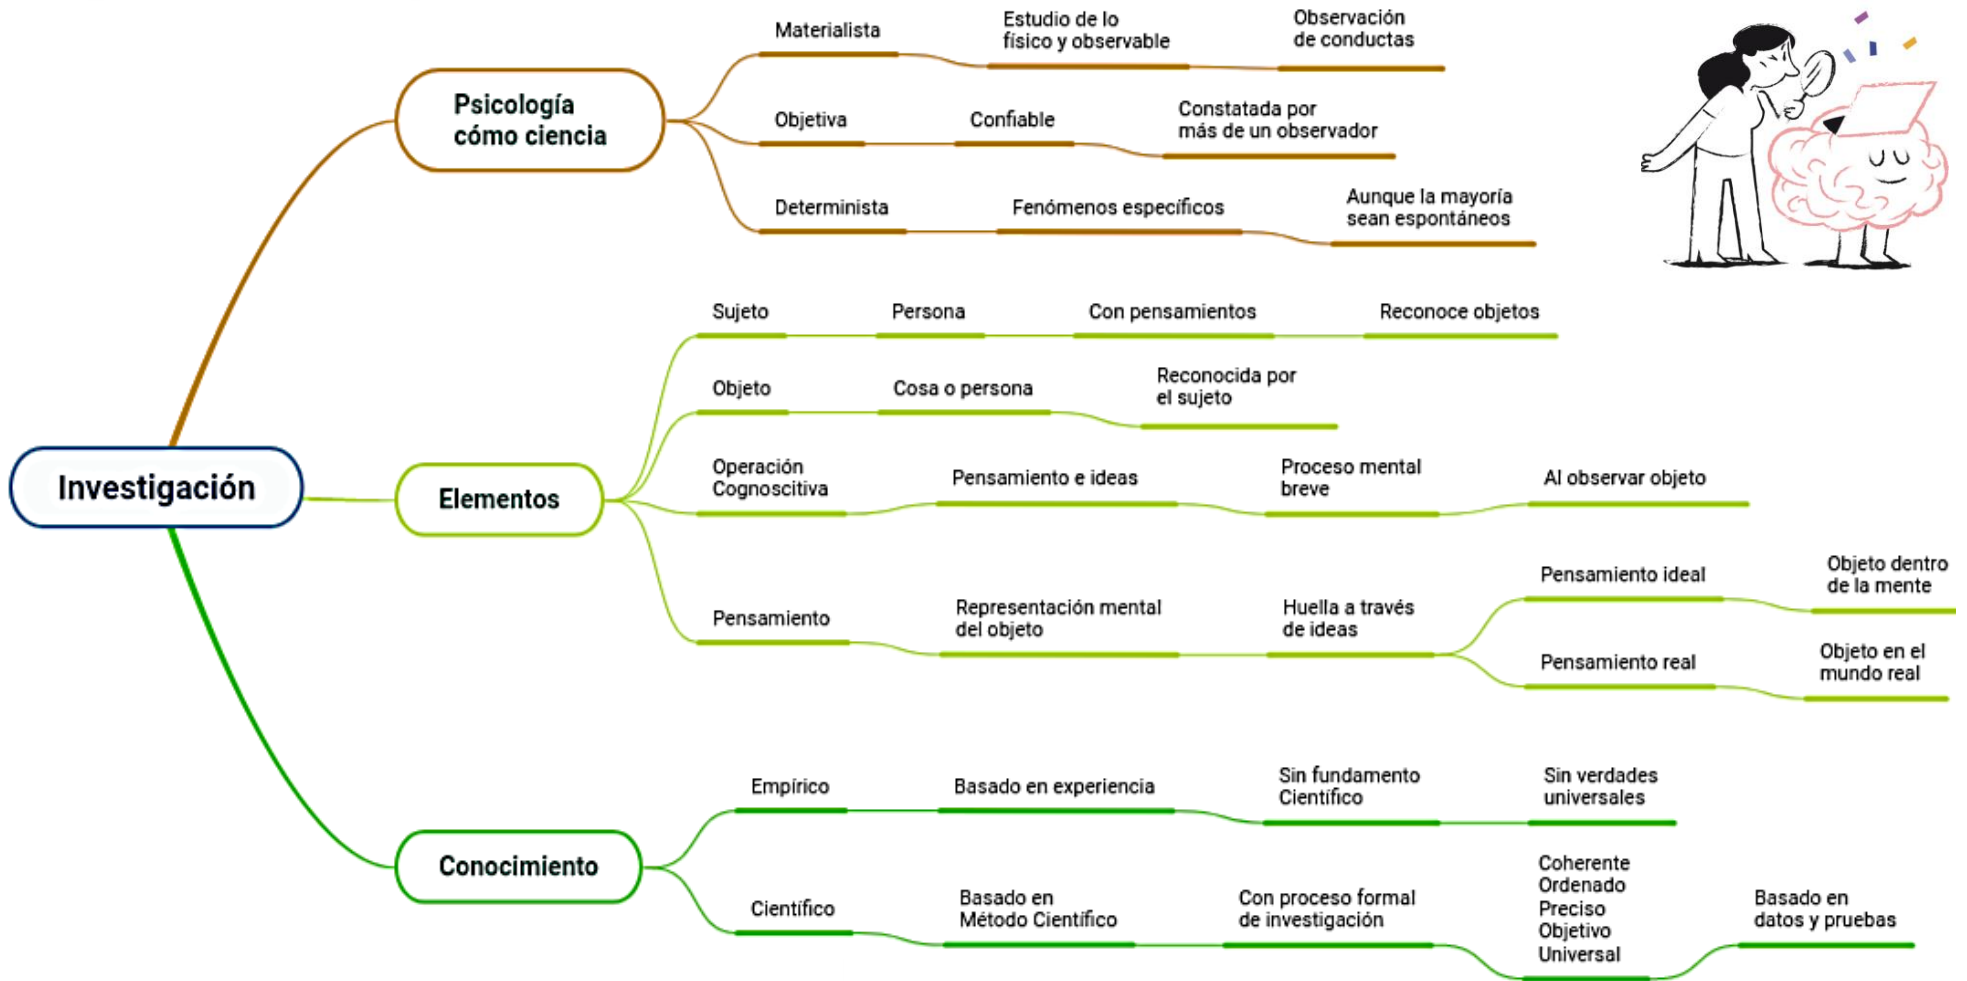 Investigación
Psicología
cómo ciencia
Materialista
Estudio de lo
físico y observable
Observación
de conductas
Objetiva
Confiable
Constatada por
más de un observador
Determinista
Fenómenos específicos
Aunque la mayoría
sean espontáneos
Elementos
Sujeto
Persona
Con pensamientos
Reconoce objetos
Objeto
Cosa o persona
Reconocida por
el sujeto
Operación
Cognoscitiva
Pensamiento e ideas
Proceso mental
breve
Al observar objeto
Pensamiento
Representación mental
del objeto
Huella a través
de ideas
Pensamiento ideal
Objeto dentro
de la mente
Pensamiento real
Objeto en el
mundo real
Conocimiento
Empírico
Basado en experiencia
Sin fundamento
Científico
Sin verdades
universales
Científico
Basado en
Método Científico
Con proceso formal
de investigación
Coherente
Ordenado
Preciso
Objetivo
Universal
Basado en
datos y pruebas